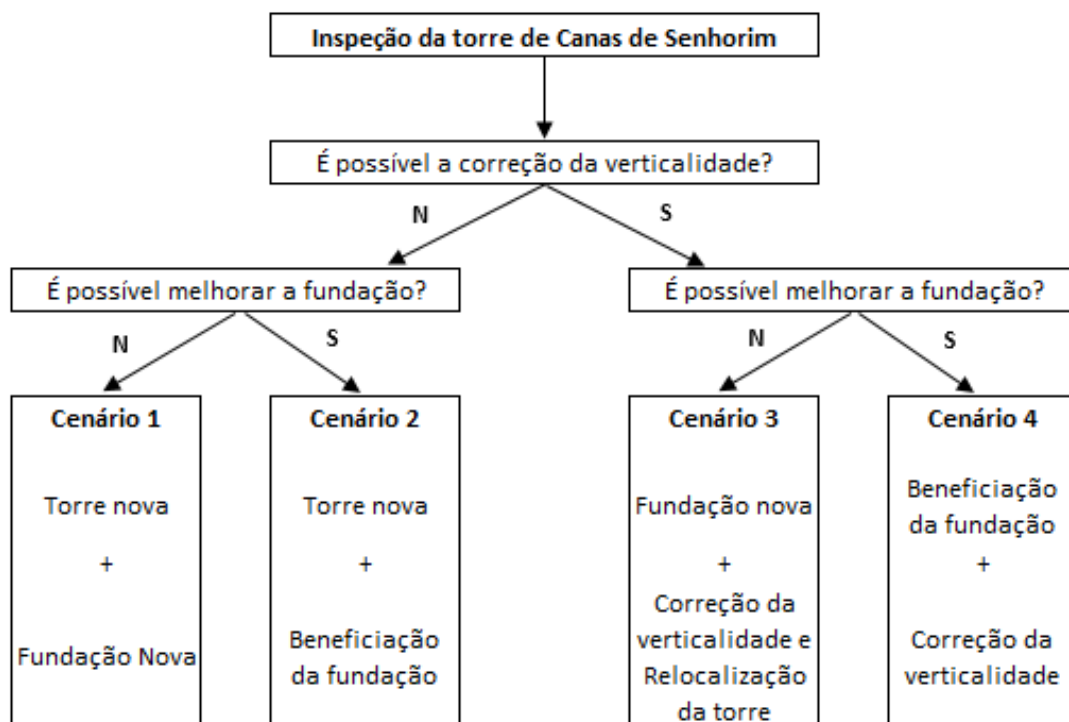 Inspeção da torre de Canas de Senhorim
É possível a correção da verticalidade?
N
S
É possível melhorar a fundação?
É possível melhorar a fundação?
N
S
N
S
Cenário 1
Torre nova
+
Fundação Nova
Cenário 2
Torre nova
+
Beneficiação
da fundação
Cenário 3
Fundação nova
+
Correção da
verticalidade e
Relocalização
da torre
Cenário 4
Beneficiação
da fundação
+
Correção da
verticalidade